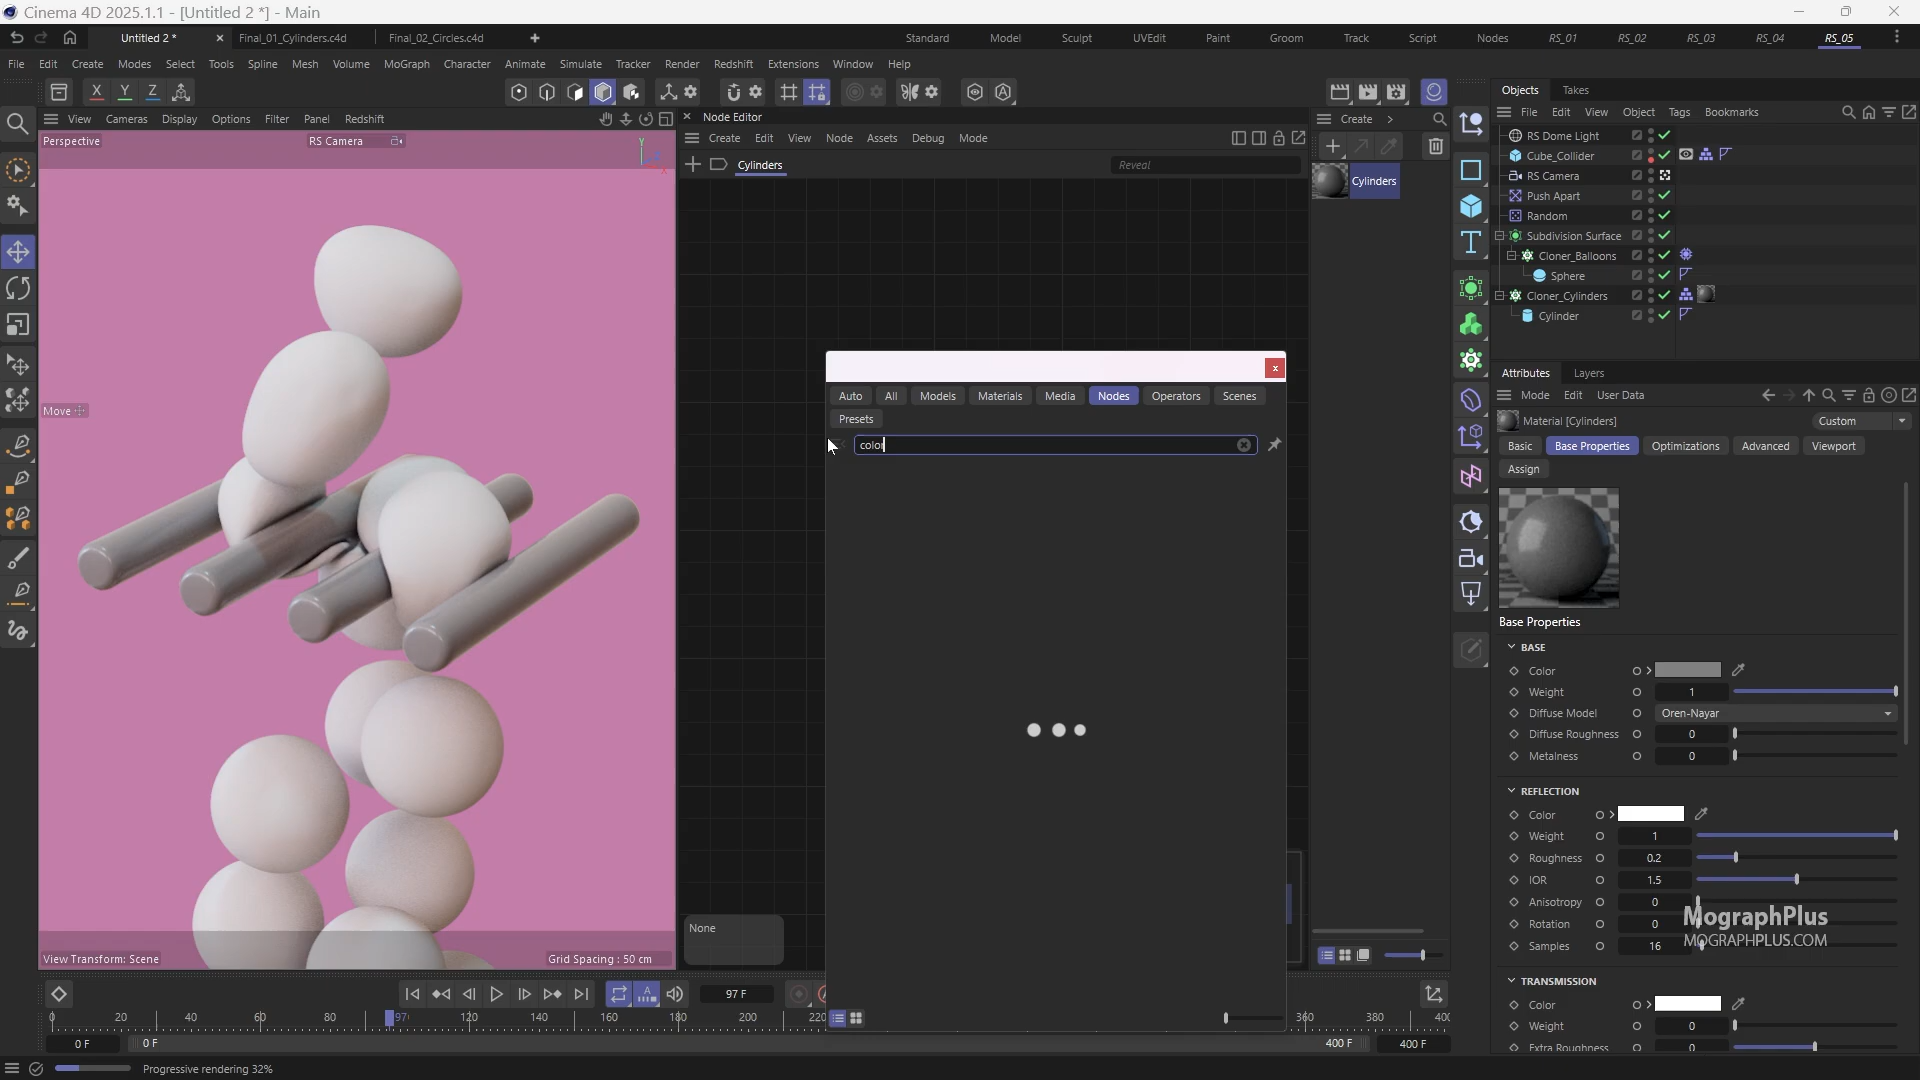 Cinema 4D 2025.1.1 - [Untitled 2 *] - Main
Untitled 2 *
Final_01_Cylinders.c4d
Final_02_Circles.c4d
Standard Model Sculpt UVEdit Paint Groom Track Script Nodes RS_01 RS_02 RS_03 RS_04 RS_05
File Edit Create Modes Select Tools Spline Mesh Volume MoGraph Character Animate Simulate Tracker Render Redshift Extensions Window Help
X Y Z
View Cameras Display Options Filter Panel Redshift
Perspective
RS Camera
Y
X
Move
View Transform: Scene
Grid Spacing : 50 cm
Node Editor
Create Edit View Node Assets Debug Mode
Cylinders
Reveal
Auto All Models Materials Media Nodes Operators Scenes
Presets
color
None
Create
Cylinders
Objects Takes
File Edit View Object Tags Bookmarks
RS Dome Light
Cube_Collider
RS Camera
Push Apart
Random
Subdivision Surface
Cloner_Balloons
Sphere
Cloner_Cylinders
Cylinder
Attributes Layers
Mode Edit User Data
Material [Cylinders]
Custom
Basic Base Properties Optimizations Advanced Viewport
Assign
Base Properties
BASE
Color
Weight 1
Diffuse Model Oren-Nayar
Diffuse Roughness 0
Metalness 0
REFLECTION
Color
Weight 1
Roughness 0.2
IOR 1.5
Anisotropy 0
Rotation 0
Samples 16
MographPlus
MOGRAPHPLUS.COM
TRANSMISSION
Color
Weight 0
Extra Roughness 0
97 F
0 20 40 60 80 97 120 140 160 180 200 220 360 380 400
0 F
0 F
400 F
400 F
Progressive rendering 32%